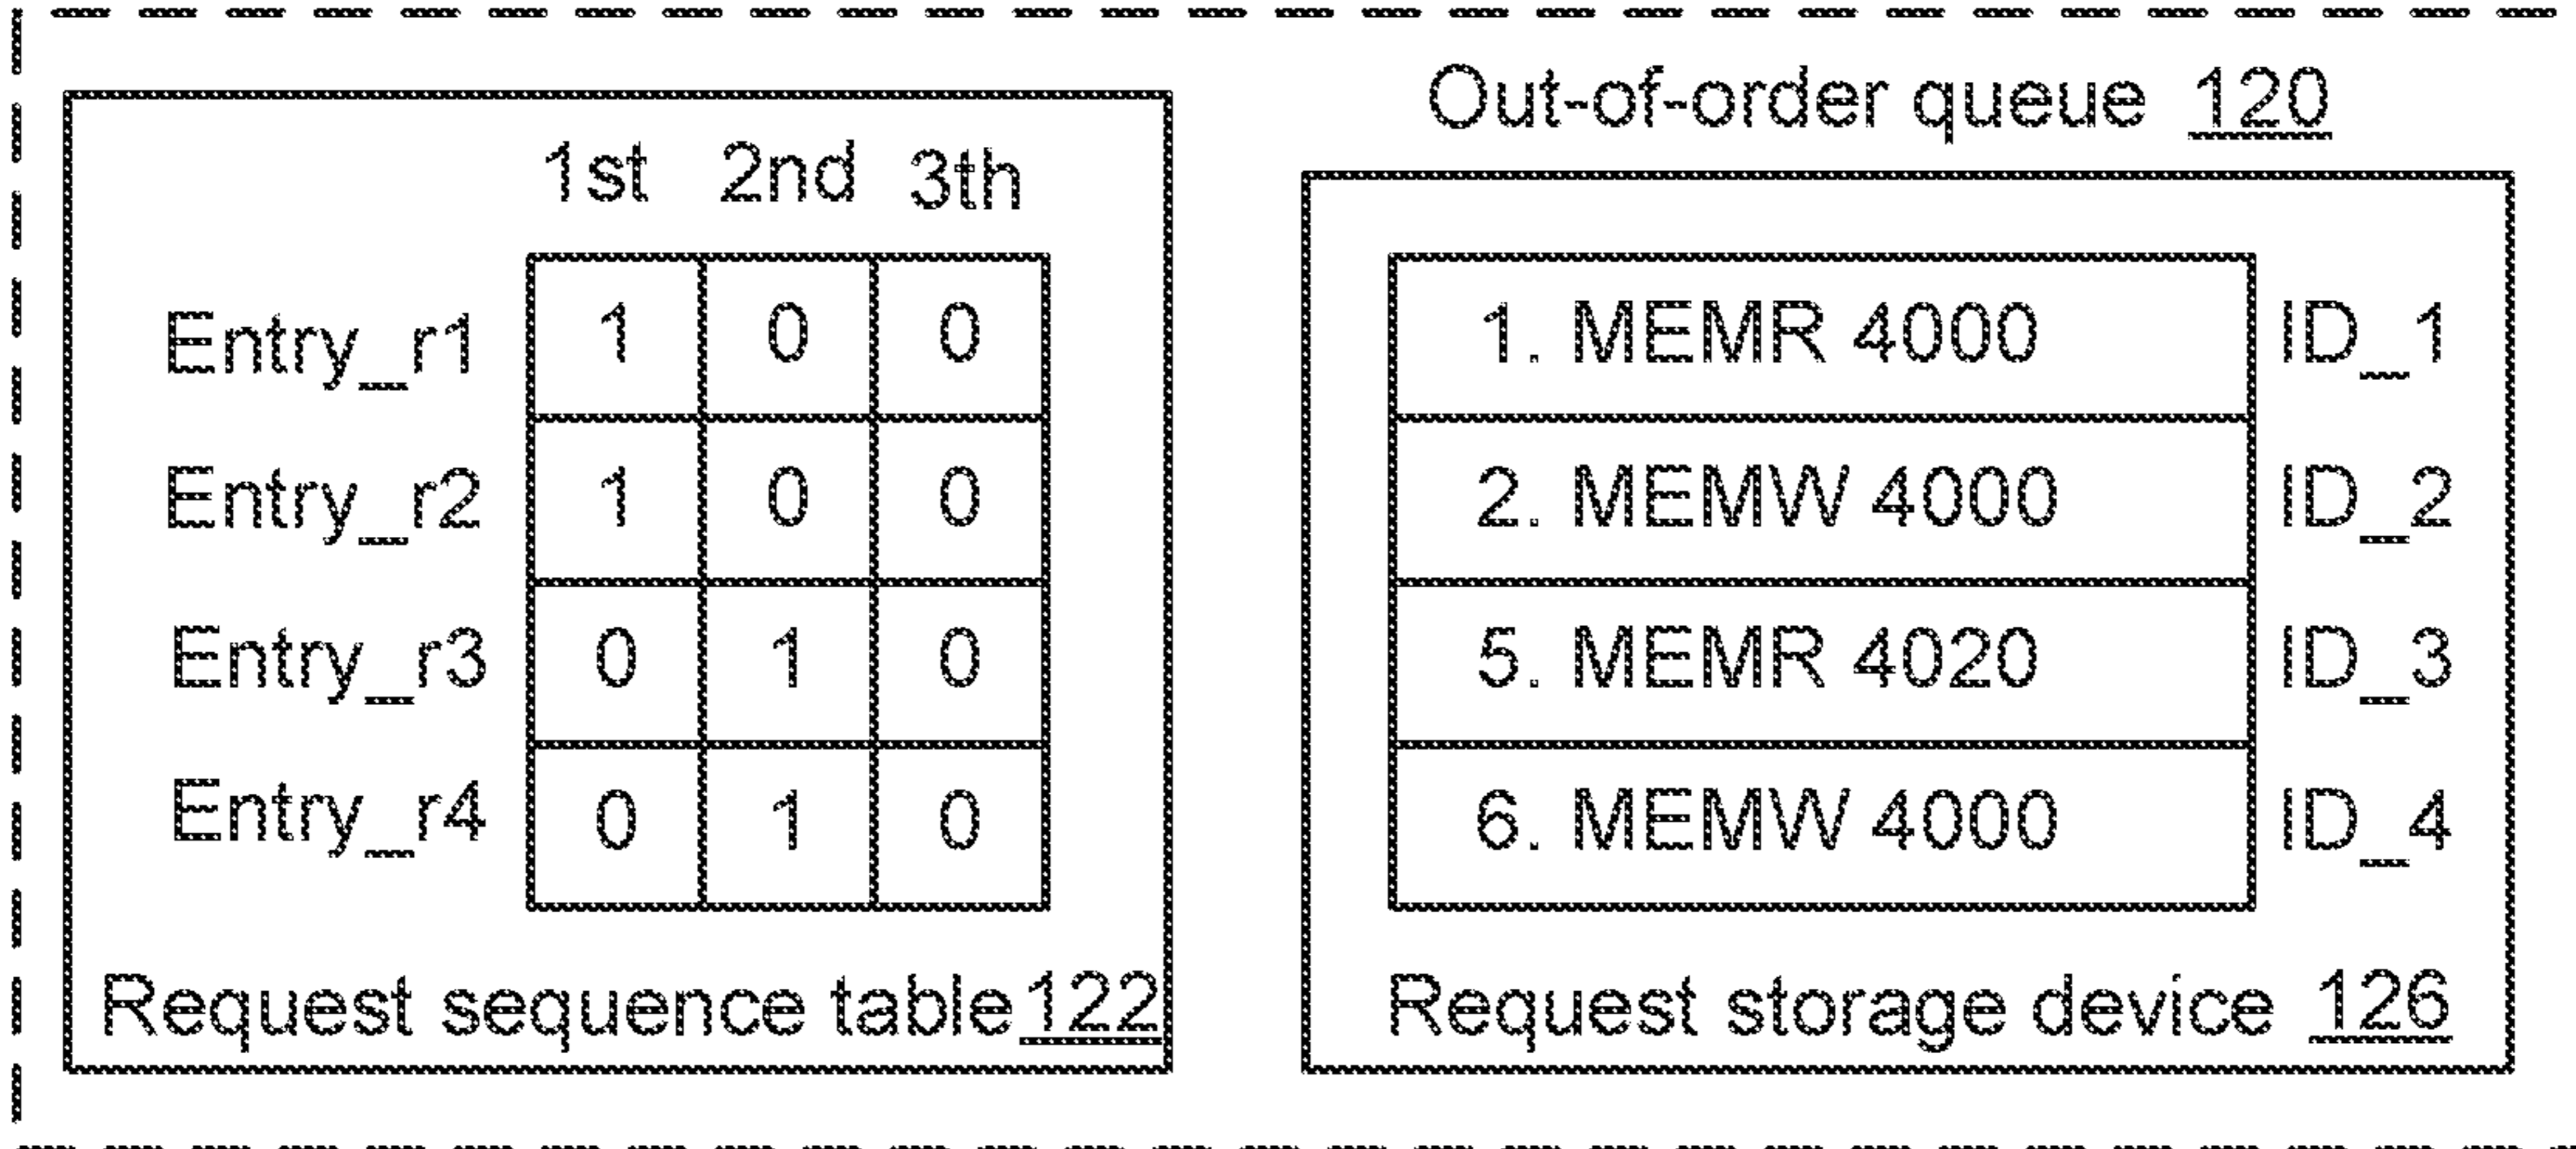 Out-of-order queue 120
1st 2nd 3th
Entry_r1 1 0 0
Entry_r2 1 0 0
Entry_r3 0 1 0
Entry_r4 0 1 0
Request sequence table 122
1. MEMR 4000 ID_1
2. MEMW 4000 ID_2
5. MEMR 4020 ID_3
6. MEMW 4000 ID_4
Request storage device 126